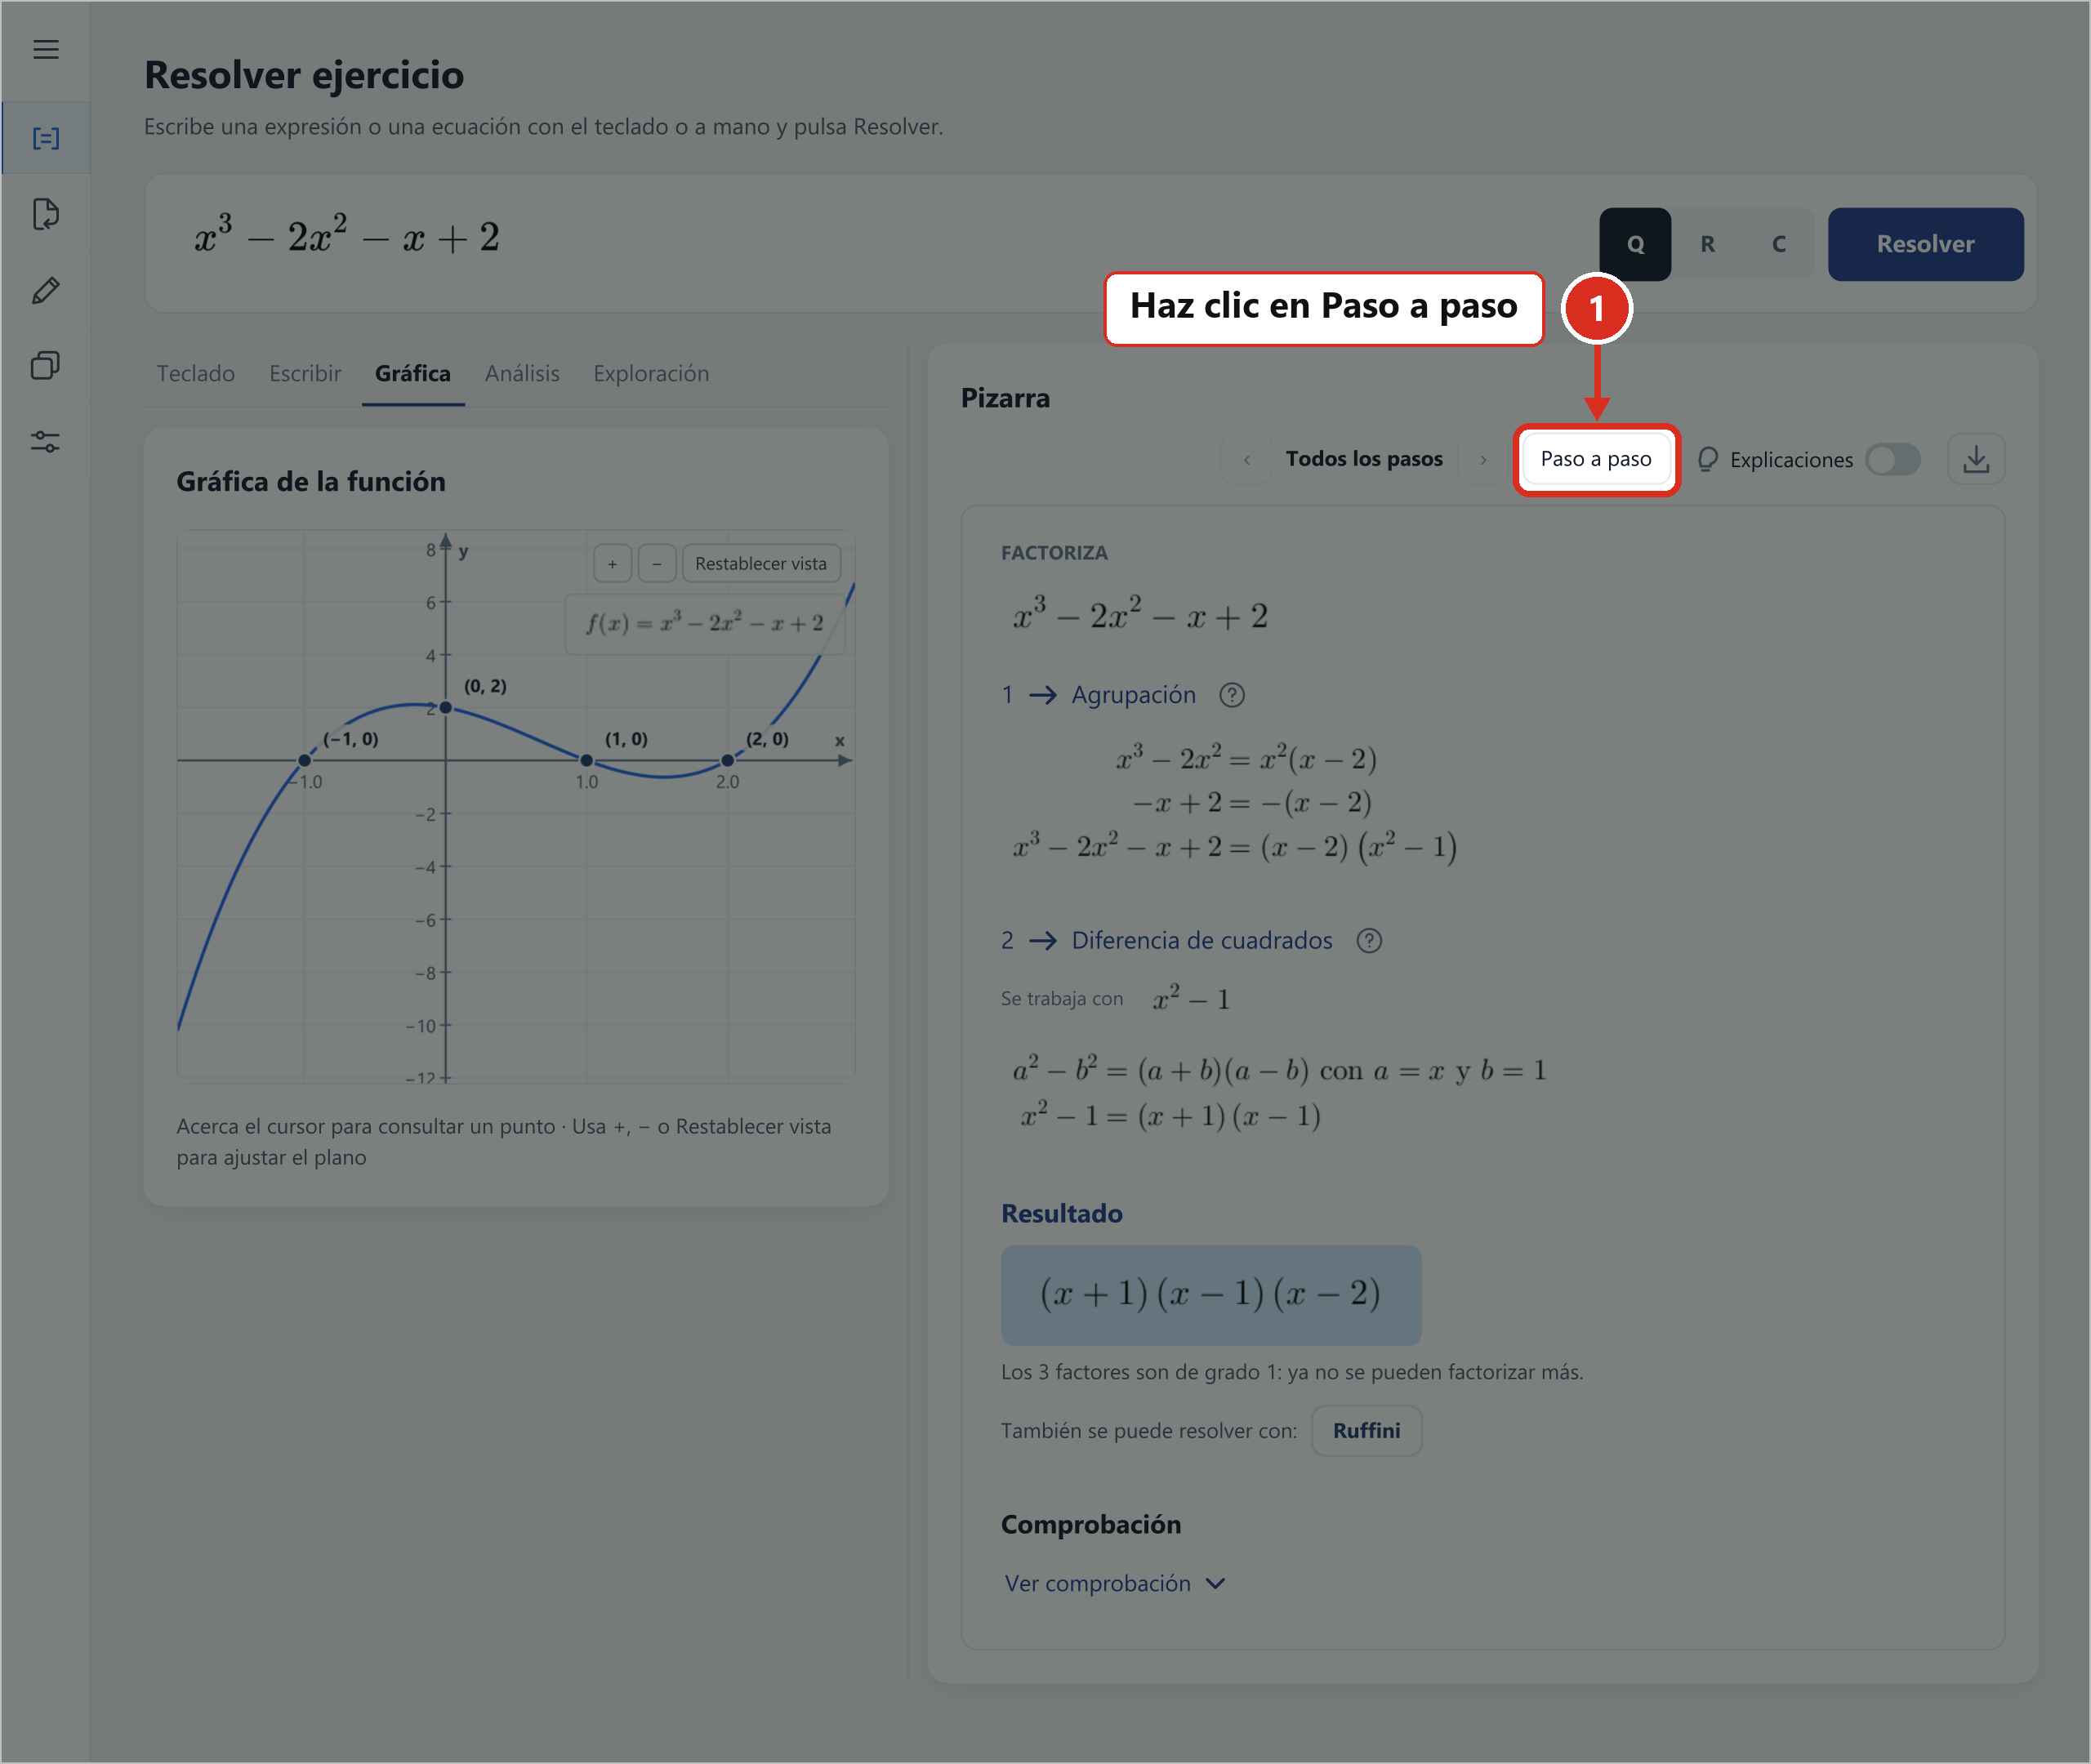 Resolver ejercicio
Escribe una expresión o una ecuación con el teclado o a mano y pulsa Resolver.
x³ − 2x² − x + 2
Q R C Resolver
Haz clic en Paso a paso 1
Teclado Escribir Gráfica Análisis Exploración
Gráfica de la función
8 y
+ − Restablecer vista
6
f(x) = x³ − 2x² − x + 2
4
(0, 2)
2
(−1, 0) (1, 0) (2, 0) x
−1.0 1.0 2.0
−2
−4
−6
−8
−10
−12
Acerca el cursor para consultar un punto · Usa +, − o Restablecer vista
para ajustar el plano
Pizarra
‹ Todos los pasos › Paso a paso Explicaciones
FACTORIZA
x³ − 2x² − x + 2
1 → Agrupación ?
x³ − 2x² = x²(x − 2)
−x + 2 = −(x − 2)
x³ − 2x² − x + 2 = (x − 2) (x² − 1)
2 → Diferencia de cuadrados ?
Se trabaja con x² − 1
a² − b² = (a + b)(a − b) con a = x y b = 1
x² − 1 = (x + 1) (x − 1)
Resultado
(x + 1) (x − 1) (x − 2)
Los 3 factores son de grado 1: ya no se pueden factorizar más.
También se puede resolver con: Ruffini
Comprobación
Ver comprobación